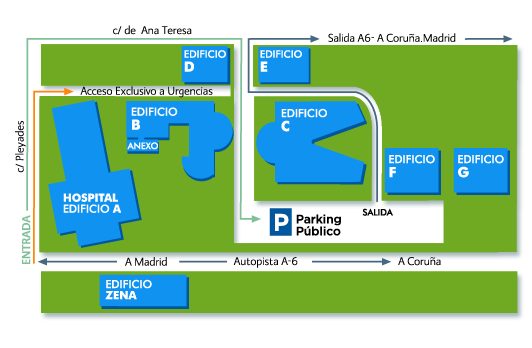 c/ de Ana Teresa
Salida A6- A Coruña.Madrid
EDIFICIO
D
EDIFICIO
E
Acceso Exclusivo a Urgencias
EDIFICIO
B
ANEXO
EDIFICIO
C
c/ Pleyades
EDIFICIO
F
EDIFICIO
G
HOSPITAL
EDIFICIO A
P
Parking
Público
SALIDA
ENTRADA
A Madrid
Autopista A-6
A Coruña
EDIFICIO
ZENA